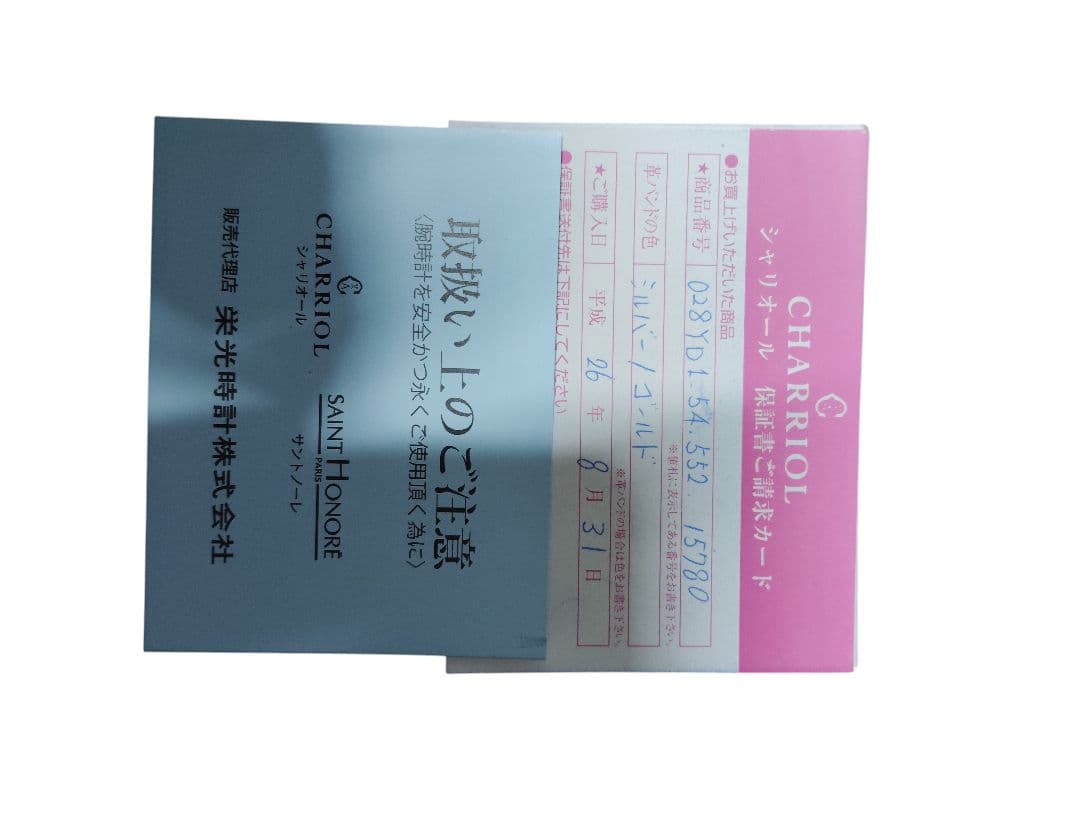 CHARRIOL
シャリオール 保証書ご請求カード
●お買上げいただいた商品
★商品番号 028YD1.54.552.15780
※値札に表示してある番号をお書き下さい。
革バンドの色 シルバー/ゴールド
※革バンドの場合は色をお書き下さい。
★ご購入日 平成 26 年 8 月 31 日
●保証書送付先は下記にしてください
取扱い上のご注意
〈腕時計を安全かつ永くご使用頂く為に〉
CHARRIOL
シャリオール
SAINT HONORÉ
PARIS
サントノーレ
販売代理店 栄光時計株式会社